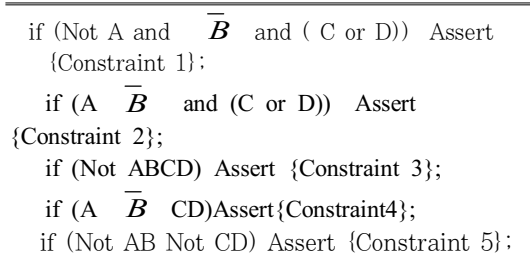 if (Not A and B̅ and ( C or D)) Assert
{Constraint 1};
if (A B̅ and (C or D)) Assert
{Constraint 2};
if (Not ABCD) Assert {Constraint 3};
if (A B̅ CD)Assert{Constraint4};
if (Not AB Not CD) Assert {Constraint 5};